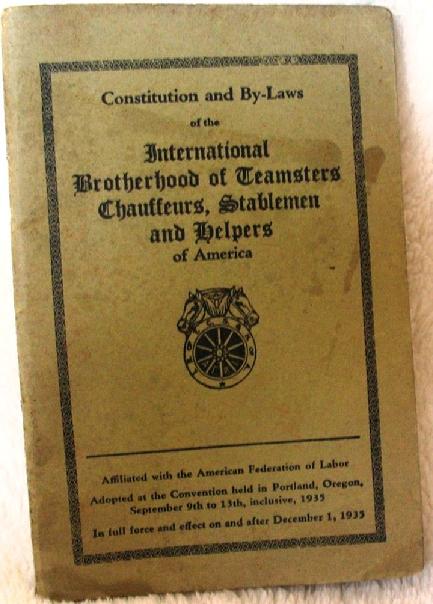 Constitution and By-Laws
of the
International
Brotherhood of Teamsters
Chauffeurs, Stablemen
and Helpers
of America
Affiliated with the American Federation of Labor
Adopted at the Convention held in Portland, Oregon,
September 9th to 13th, inclusive, 1935
In full force and effect on and after December 1, 1935